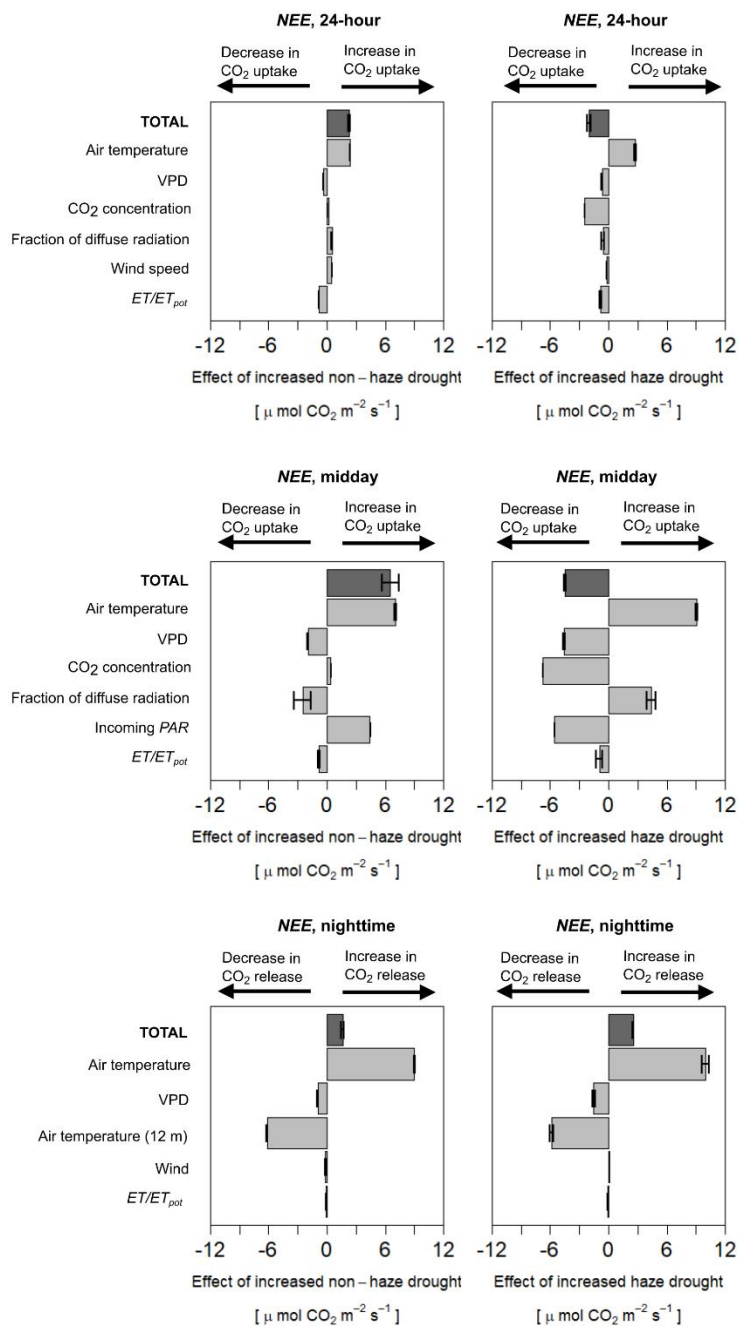 NEE, 24-hour
NEE, 24-hour
Decrease in
CO₂ uptake
Increase in
CO₂ uptake
Decrease in
CO₂ uptake
Increase in
CO₂ uptake
TOTAL
Air temperature
VPD
CO₂ concentration
Fraction of diffuse radiation
Wind speed
ET/ETpot
-12 -6 0 6 12
-12 -6 0 6 12
Effect of increased non – haze drought
Effect of increased haze drought
[ μ mol CO₂ m⁻² s⁻¹ ]
[ μ mol CO₂ m⁻² s⁻¹ ]
NEE, midday
NEE, midday
Decrease in
CO₂ uptake
Increase in
CO₂ uptake
Decrease in
CO₂ uptake
Increase in
CO₂ uptake
TOTAL
Air temperature
VPD
CO₂ concentration
Fraction of diffuse radiation
Incoming PAR
ET/ETpot
-12 -6 0 6 12
-12 -6 0 6 12
Effect of increased non – haze drought
Effect of increased haze drought
[ μ mol CO₂ m⁻² s⁻¹ ]
[ μ mol CO₂ m⁻² s⁻¹ ]
NEE, nighttime
NEE, nighttime
Decrease in
CO₂ release
Increase in
CO₂ release
Decrease in
CO₂ release
Increase in
CO₂ release
TOTAL
Air temperature
VPD
Air temperature (12 m)
Wind
ET/ETpot
-12 -6 0 6 12
-12 -6 0 6 12
Effect of increased non – haze drought
Effect of increased haze drought
[ μ mol CO₂ m⁻² s⁻¹ ]
[ μ mol CO₂ m⁻² s⁻¹ ]